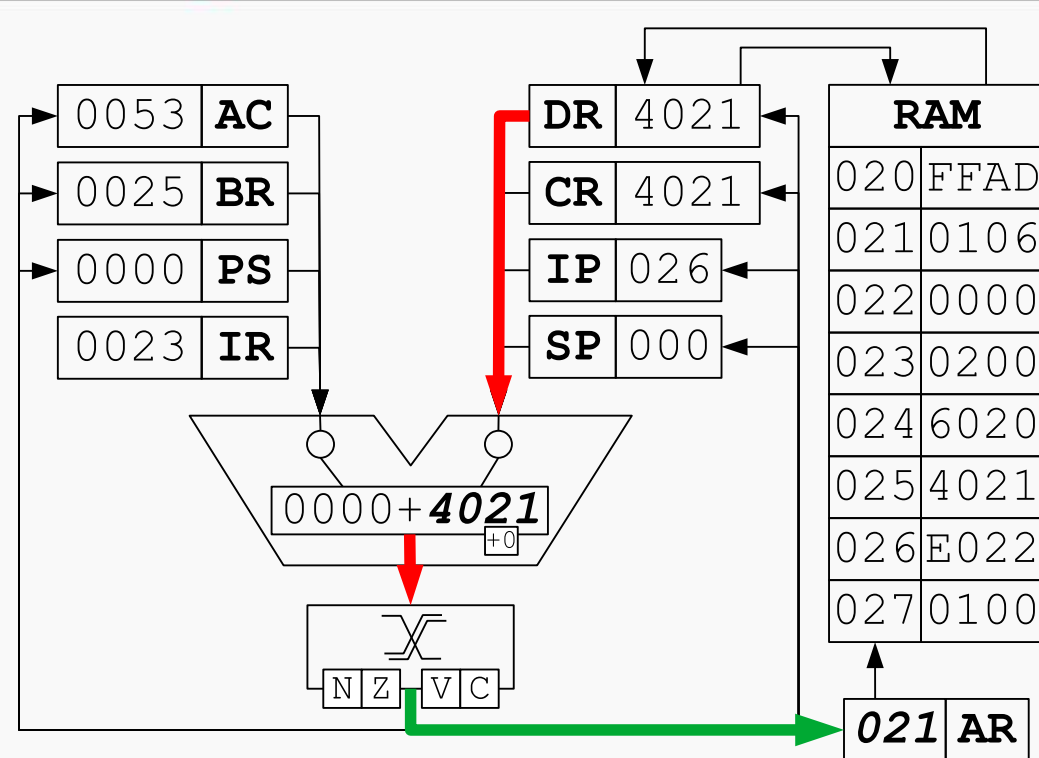 0053 AC
0025 BR
0000 PS
0023 IR
DR 4021
CR 4021
IP 026
SP 000
RAM
020 FFAD
021 0106
022 0000
023 0200
024 6020
025 4021
026 E022
027 0100
0000+4021
+0
N Z V C
021 AR